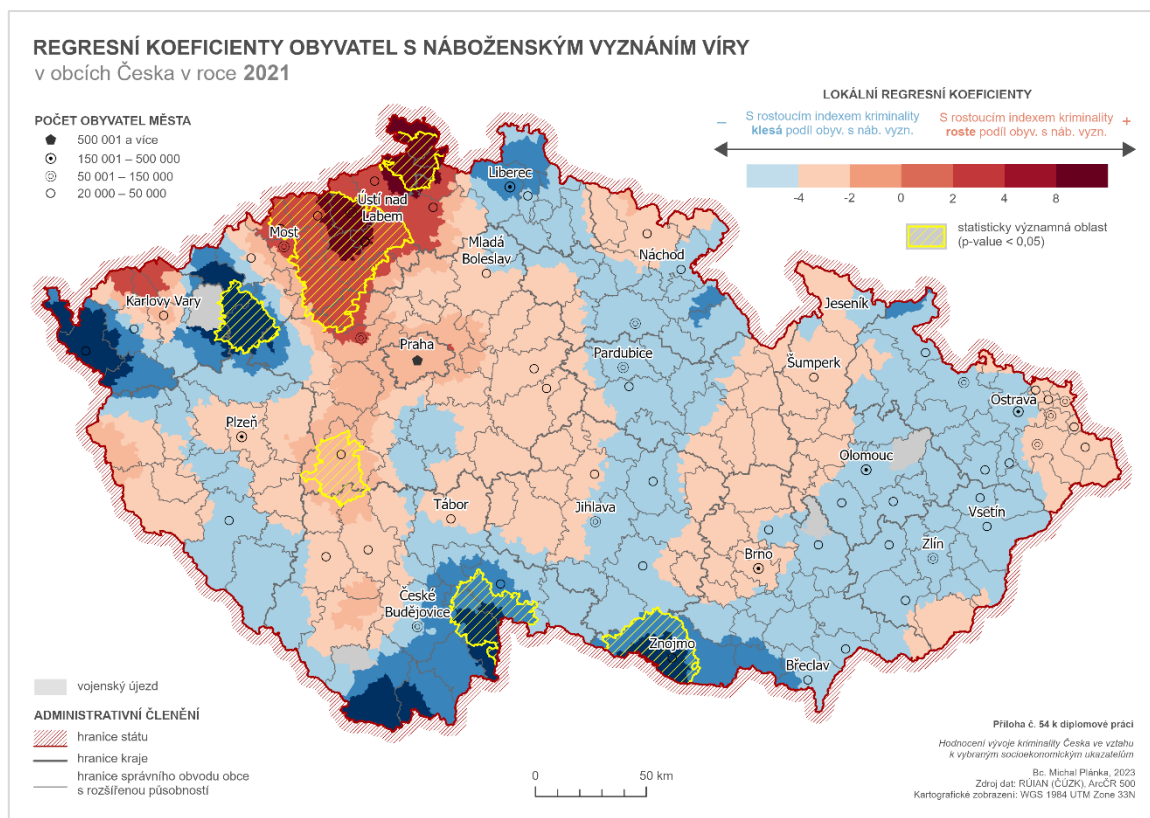 REGRESNÍ KOEFICIENTY OBYVATEL S NÁBOŽENSKÝM VYZNÁNÍM VÍRY
v obcích Česka v roce 2021
POČET OBYVATEL MĚSTA
500 001 a více
150 001 – 500 000
50 001 – 150 000
20 000 – 50 000
LOKÁLNÍ REGRESNÍ KOEFICIENTY
– S rostoucím indexem kriminality klesá podíl obyv. s náb. vyzn.
S rostoucím indexem kriminality roste podíl obyv. s náb. vyzn. +
-4 -2 0 2 4 8
statisticky významná oblast
(p-value < 0,05)
Liberec
Ústí nad
Labem
Most
Mladá
Boleslav
Náchod
Karlovy Vary
Jeseník
Praha
Pardubice
Šumperk
Ostrava
Plzeň
Olomouc
Tábor
Jihlava
Vsetín
Brno
Zlín
České
Budějovice
Znojmo
Břeclav
vojenský újezd
ADMINISTRATIVNÍ ČLENĚNÍ
hranice státu
hranice kraje
hranice správního obvodu obce
s rozšířenou působností
0 50 km
Příloha č. 54 k diplomové práci
Hodnocení vývoje kriminality Česka ve vztahu
k vybraným socioekonomickým ukazatelům
Bc. Michal Plánka, 2023
Zdroj dat: RÚIAN (ČÚZK), ArcČR 500
Kartografické zobrazení: WGS 1984 UTM Zone 33N